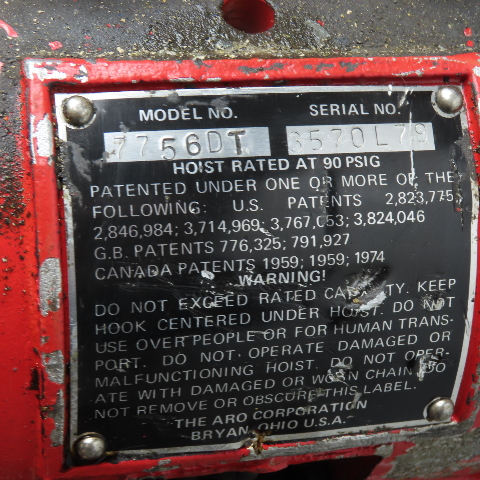 MODEL NO. SERIAL NO.
7756DT 6570L79
HOIST RATED AT 90 PSIG
PATENTED UNDER ONE OR MORE OF THE
FOLLOWING: U.S. PATENTS 2,823,775;
2,846,984; 3,714,969; 3,767,053; 3,824,046
G.B. PATENTS 776,325; 791,927
CANADA PATENTS 1959; 1959; 1974
WARNING!
DO NOT EXCEED RATED CAPACITY. KEEP
HOOK CENTERED UNDER HOIST. DO NOT
USE OVER PEOPLE OR FOR HUMAN TRANS-
PORT. DO NOT OPERATE DAMAGED OR
MALFUNCTIONING HOIST. DO NOT OPER-
ATE WITH DAMAGED OR WORN CHAIN. DO
NOT REMOVE OR OBSCURE THIS LABEL.
THE ARO CORPORATION
BRYAN, OHIO U.S.A.